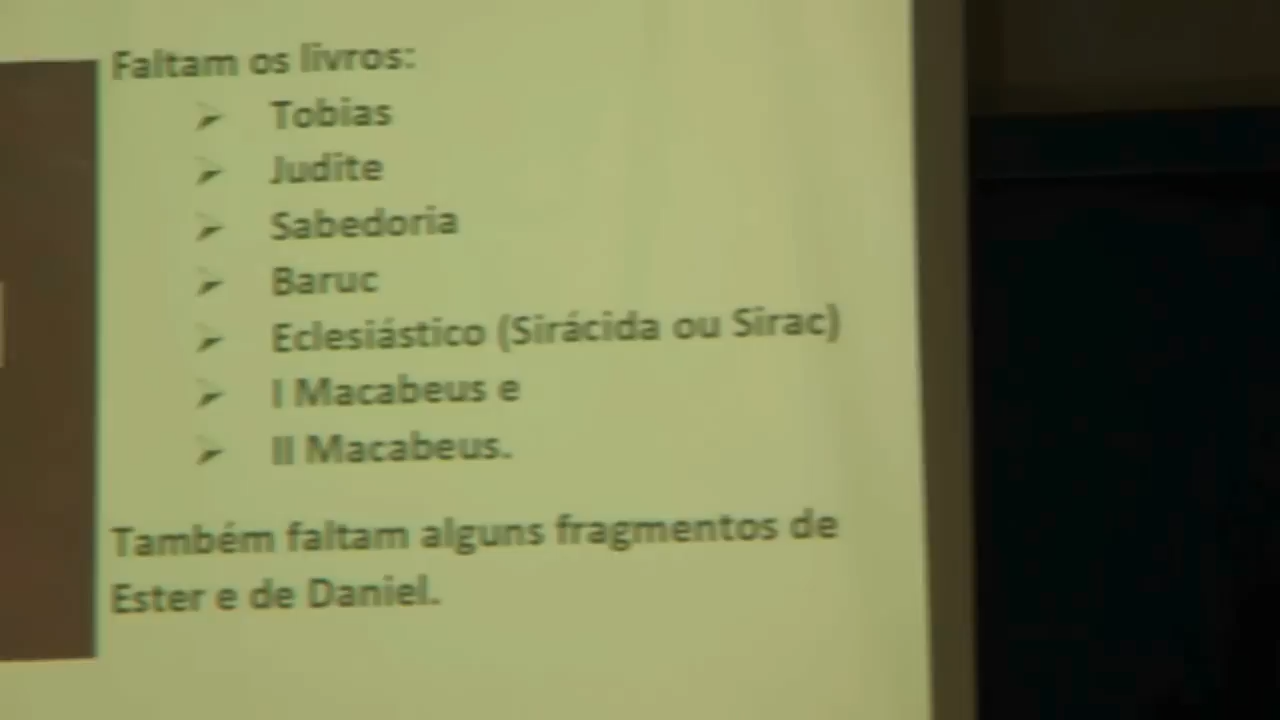 Faltam os livros:
➢ Tobias
➢ Judite
➢ Sabedoria
➢ Baruc
➢ Eclesiástico (Sirácida ou Sirac)
➢ I Macabeus e
➢ II Macabeus.
Também faltam alguns fragmentos de
Ester e de Daniel.